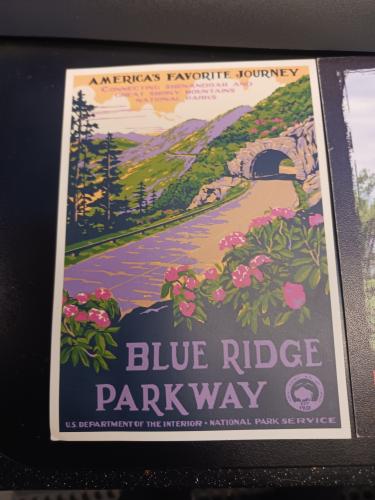 AMERICA'S FAVORITE JOURNEY
CONNECTING SHENANDOAH AND
GREAT SMOKY MOUNTAINS
NATIONAL PARKS
BLUE RIDGE
PARKWAY
U.S. DEPARTMENT OF THE INTERIOR • NATIONAL PARK SERVICE